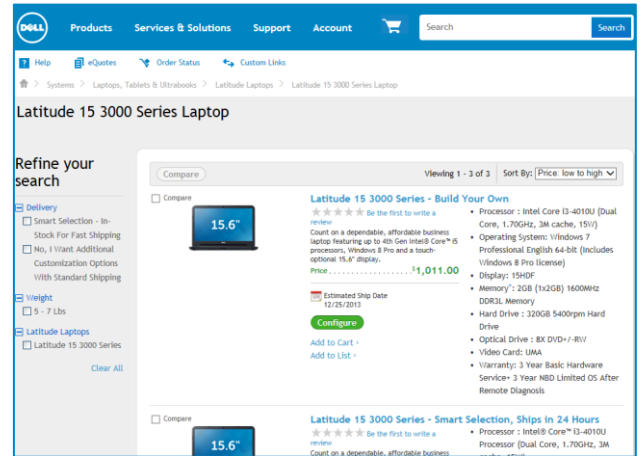 DELL Products Services & Solutions Support Account Search Search
? Help eQuotes Order Status Custom Links
> Systems > Laptops, Tablets & Ultrabooks > Latitude Laptops > Latitude 15 3000 Series Laptop
Latitude 15 3000 Series Laptop
Refine your
search
Delivery
Smart Selection - In-
Stock For Fast Shipping
No, I Want Additional
Customization Options
With Standard Shipping
Weight
5 - 7 Lbs
Latitude Laptops
Latitude 15 3000 Series
Clear All
Compare Viewing 1 - 3 of 3 Sort By: Price: low to high
Compare
15.6"
Latitude 15 3000 Series - Build Your Own
Be the first to write a
review
Count on a dependable, affordable business
laptop featuring up to 4th Gen Intel® Core™ i5
processors, Windows 8 Pro and a touch-
optional 15.6" display.
Price . . . . . . . . . . . . . . . . . . $1,011.00
Estimated Ship Date
12/25/2013
Configure
Add to Cart ›
Add to List ›
• Processor : Intel Core i3-4010U (Dual
Core, 1.70GHz, 3M cache, 15W)
• Operating System: Windows 7
Professional English 64-bit (Includes
Windows 8 Pro license)
• Display: 15HDF
• Memory*: 2GB (1x2GB) 1600MHz
DDR3L Memory
• Hard Drive : 320GB 5400rpm Hard
Drive
• Optical Drive : 8X DVD+/-RW
• Video Card: UMA
• Warranty: 3 Year Basic Hardware
Service+ 3 Year NBD Limited OS After
Remote Diagnosis
Compare
15.6"
Latitude 15 3000 Series - Smart Selection, Ships in 24 Hours
Be the first to write a
review
Count on a dependable, affordable business
• Processor : Intel® Core™ i3-4010U
Processor (Dual Core, 1.70GHz, 3M